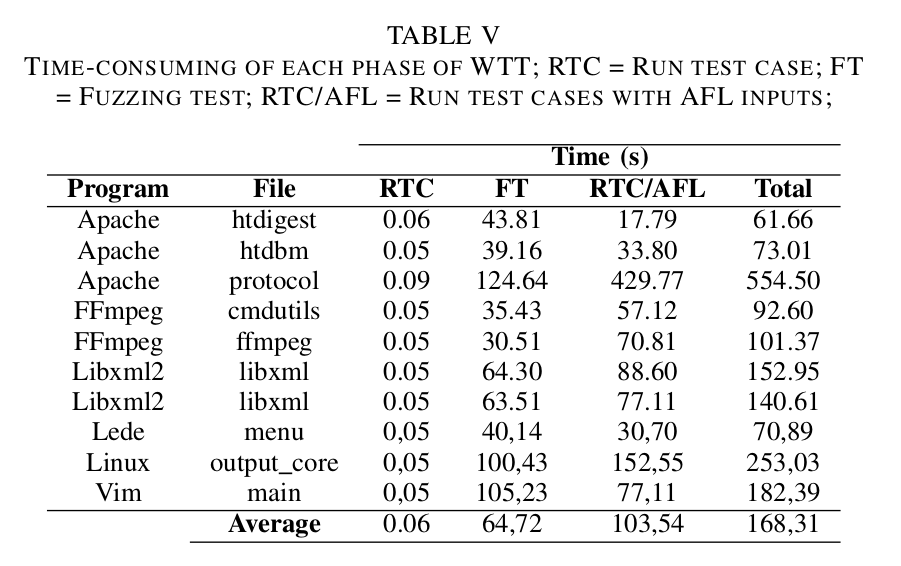 TABLE V
TIME-CONSUMING OF EACH PHASE OF WTT; RTC = RUN TEST CASE; FT
= FUZZING TEST; RTC/AFL = RUN TEST CASES WITH AFL INPUTS;
Time (s)
Program File RTC FT RTC/AFL Total
Apache htdigest 0.06 43.81 17.79 61.66
Apache htdbm 0.05 39.16 33.80 73.01
Apache protocol 0.09 124.64 429.77 554.50
FFmpeg cmdutils 0.05 35.43 57.12 92.60
FFmpeg ffmpeg 0.05 30.51 70.81 101.37
Libxml2 libxml 0.05 64.30 88.60 152.95
Libxml2 libxml 0.05 63.51 77.11 140.61
Lede menu 0,05 40,14 30,70 70,89
Linux output_core 0,05 100,43 152,55 253,03
Vim main 0,05 105,23 77,11 182,39
Average 0.06 64,72 103,54 168,31